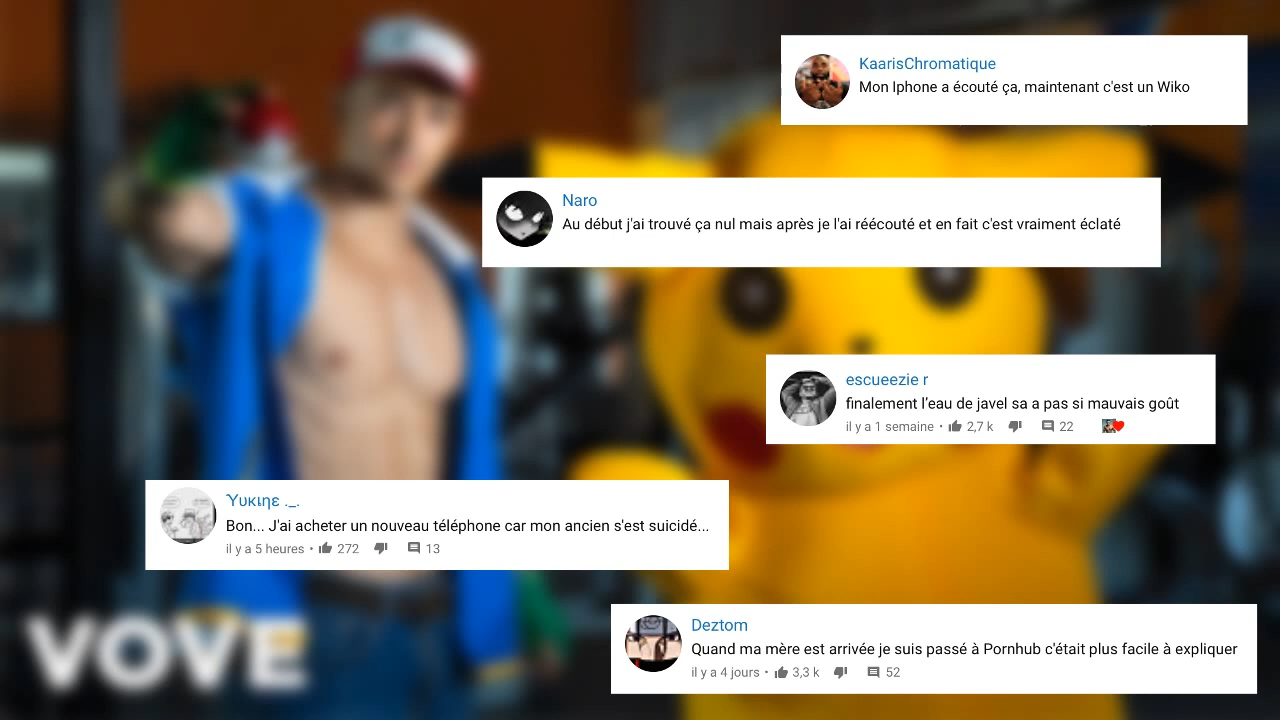 KaarisChromatique
Mon Iphone a écouté ça, maintenant c'est un Wiko
Naro
Au début j'ai trouvé ça nul mais après je l'ai réécouté et en fait c'est vraiment éclaté
escueezie r
finalement l’eau de javel sa a pas si mauvais goût
il y a 1 semaine • 2,7 k 22
Ύυκιηε ._.
Bon... J'ai acheter un nouveau téléphone car mon ancien s'est suicidé...
il y a 5 heures • 272 13
Deztom
Quand ma mère est arrivée je suis passé à Pornhub c'était plus facile à expliquer
il y a 4 jours • 3,3 k 52
VOVE